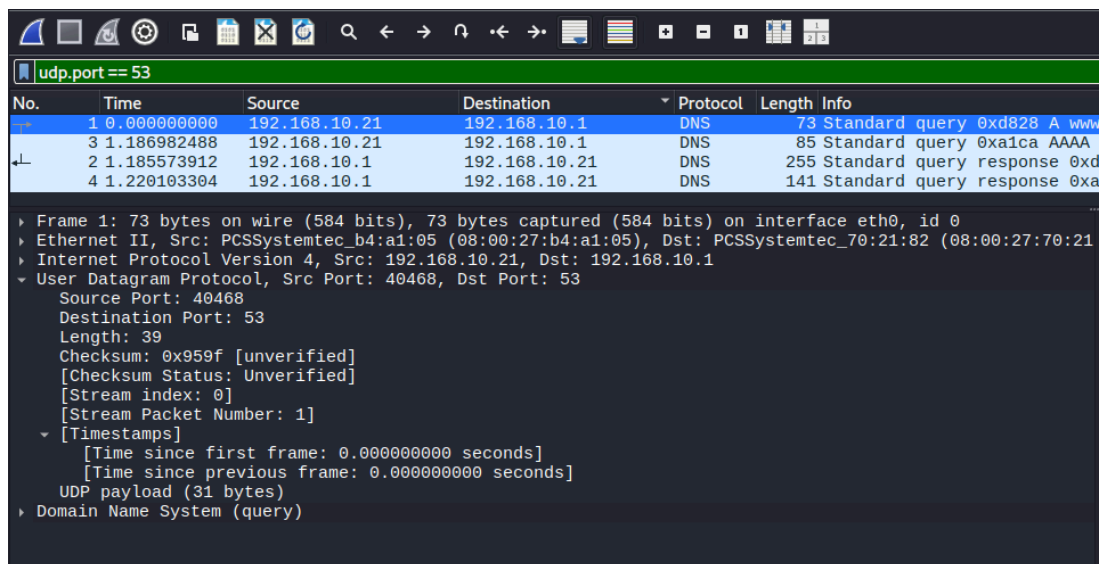 udp.port == 53
No. Time Source Destination Protocol Length Info
1 0.000000000 192.168.10.21 192.168.10.1 DNS 73 Standard query 0xd828 A www
3 1.186982488 192.168.10.21 192.168.10.1 DNS 85 Standard query 0xa1ca AAAA
2 1.185573912 192.168.10.1 192.168.10.21 DNS 255 Standard query response 0xd
4 1.220103304 192.168.10.1 192.168.10.21 DNS 141 Standard query response 0xa
Frame 1: 73 bytes on wire (584 bits), 73 bytes captured (584 bits) on interface eth0, id 0
Ethernet II, Src: PCSSystemtec_b4:a1:05 (08:00:27:b4:a1:05), Dst: PCSSystemtec_70:21:82 (08:00:27:70:21
Internet Protocol Version 4, Src: 192.168.10.21, Dst: 192.168.10.1
User Datagram Protocol, Src Port: 40468, Dst Port: 53
Source Port: 40468
Destination Port: 53
Length: 39
Checksum: 0x959f [unverified]
[Checksum Status: Unverified]
[Stream index: 0]
[Stream Packet Number: 1]
[Timestamps]
[Time since first frame: 0.000000000 seconds]
[Time since previous frame: 0.000000000 seconds]
UDP payload (31 bytes)
Domain Name System (query)